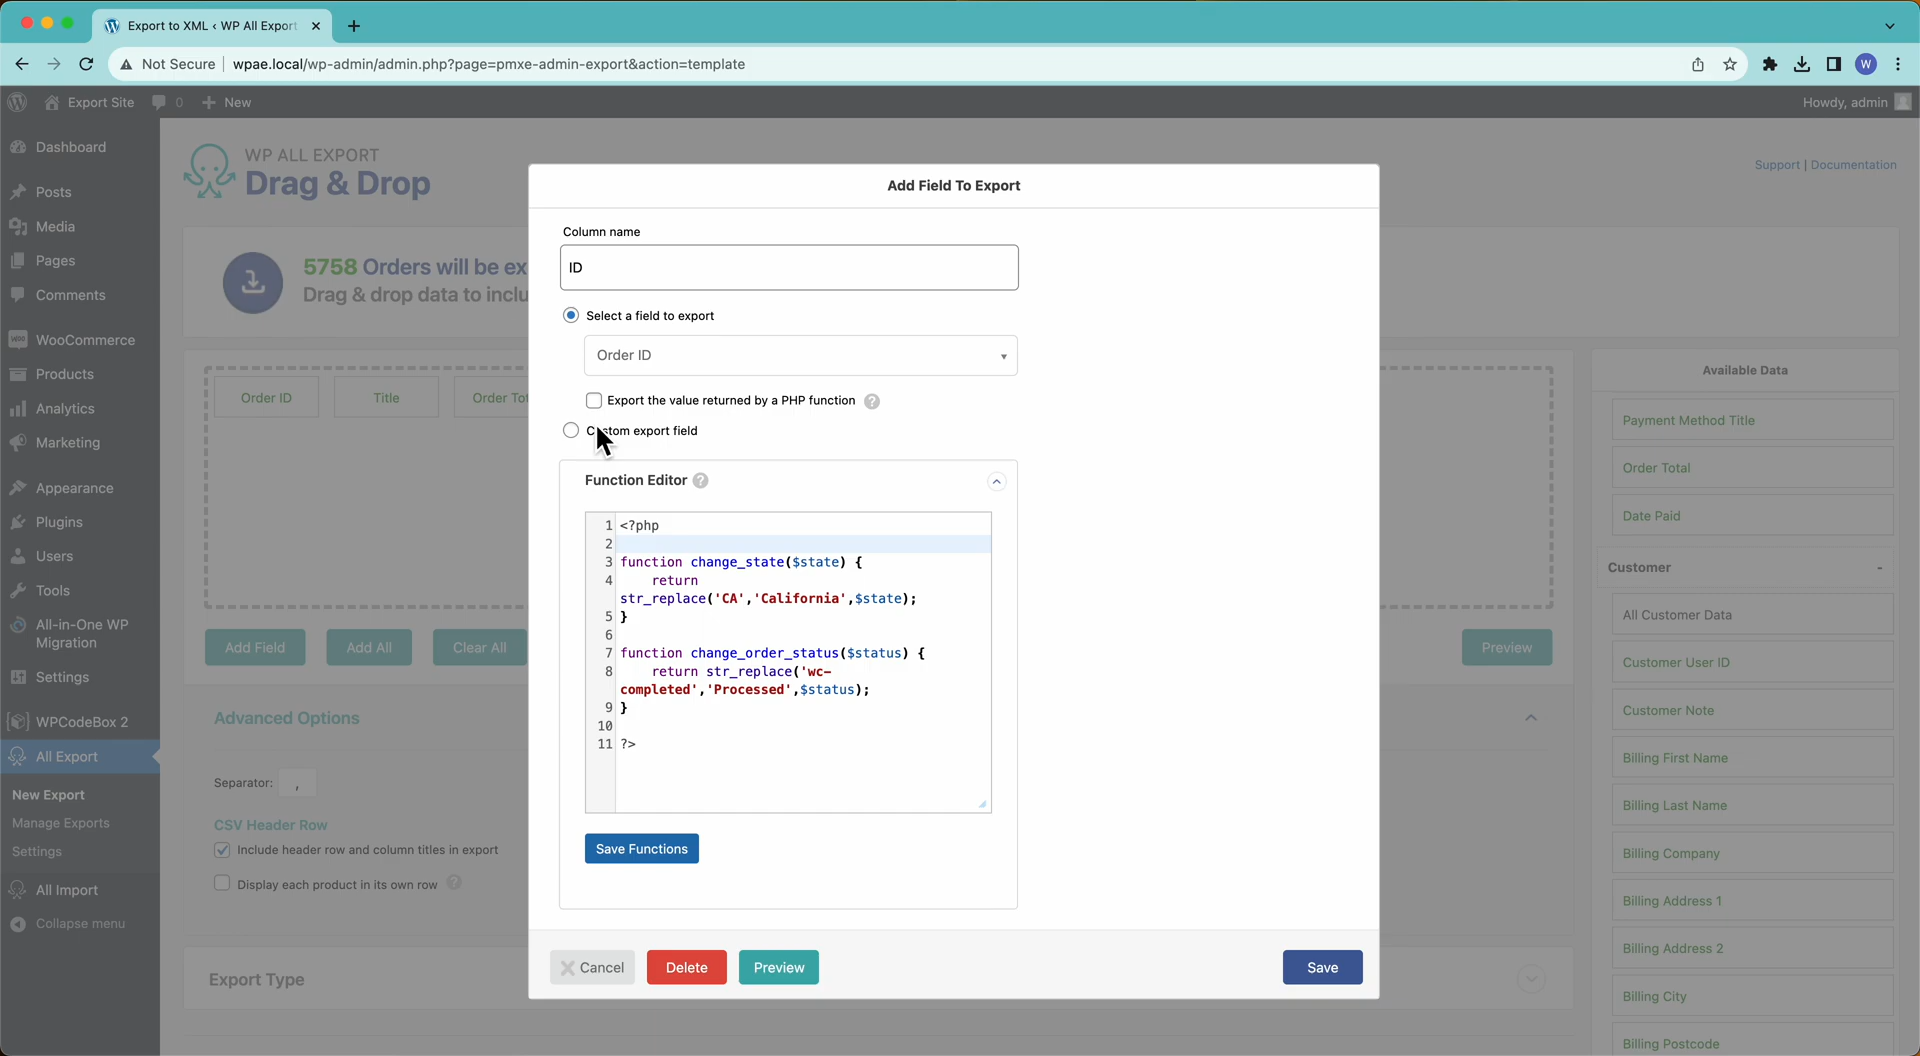 Export to XML ‹ WP All Export
Not Secure
wpae.local/wp-admin/admin.php?page=pmxe-admin-export&action=template
W
Export Site
0
New
Howdy, admin
Dashboard
Posts
Media
Pages
Comments
WooCommerce
Products
Analytics
Marketing
Appearance
Plugins
Users
Tools
All-in-One WP
Migration
Settings
WPCodeBox 2
All Export
New Export
Manage Exports
Settings
All Import
Collapse menu
WP ALL EXPORT
Drag & Drop
Support | Documentation
5758 Orders will be ex
Drag & drop data to inclu
Order ID
Title
Order Tot
Add Field
Add All
Clear All
Preview
Advanced Options
Separator: ,
CSV Header Row
Include header row and column titles in export
Display each product in its own row ?
Export Type
Add Field To Export
Column name
ID
Select a field to export
Order ID
Export the value returned by a PHP function ?
Custom export field
Function Editor ?
1 <?php
2
3 function change_state($state) {
4 return
str_replace('CA','California',$state);
5 }
6
7 function change_order_status($status) {
8 return str_replace('wc-
completed','Processed',$status);
9 }
10
11 ?>
Save Functions
Cancel
Delete
Preview
Save
Available Data
Payment Method Title
Order Total
Date Paid
Customer -
All Customer Data
Customer User ID
Customer Note
Billing First Name
Billing Last Name
Billing Company
Billing Address 1
Billing Address 2
Billing City
Billing Postcode